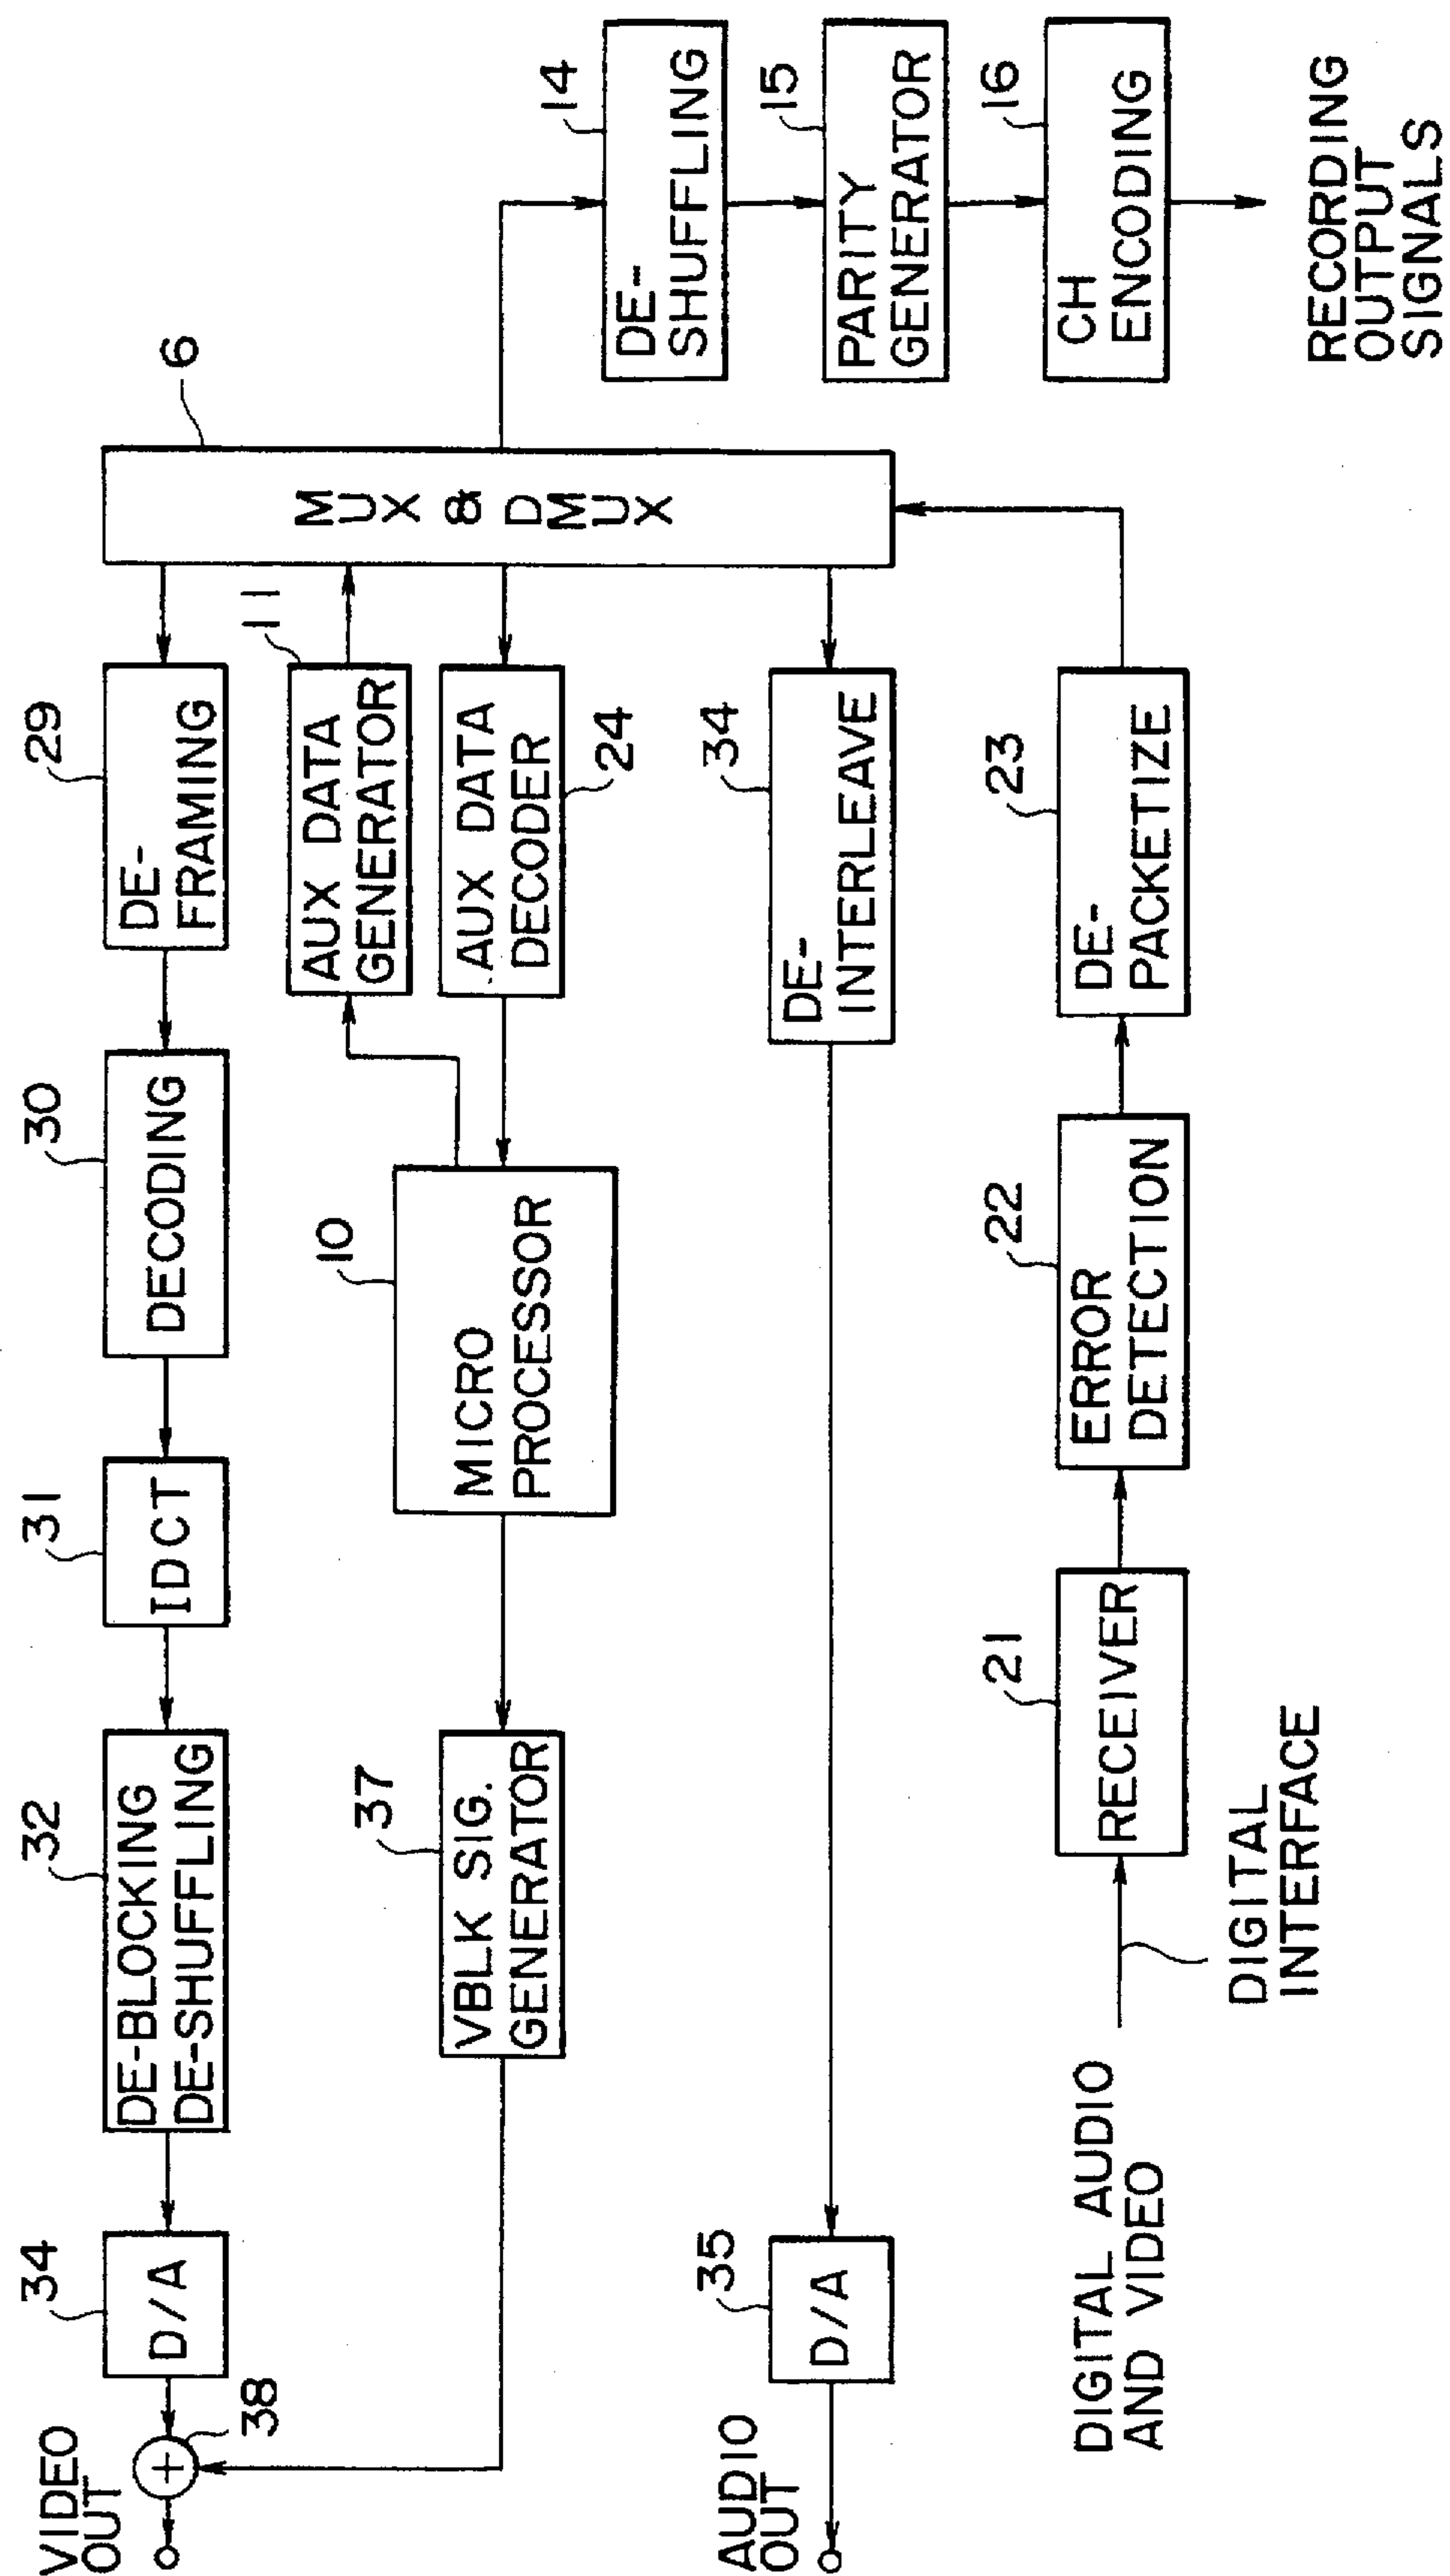 VIDEO
OUT
38
34
D/A
32
DE-BLOCKING
DE-SHUFFLING
31
IDCT
30
DECODING
29
DE-
FRAMING
6
MUX & DMUX
11
AUX DATA
GENERATOR
AUX DATA
DECODER
24
10
MICRO
PROCESSOR
37
VBLK SIG.
GENERATOR
14
DE-
SHUFFLING
15
PARITY
GENERATOR
16
CH
ENCODING
RECORDING
OUTPUT
SIGNALS
AUDIO
OUT
35
D/A
34
DE-
INTERLEAVE
DIGITAL AUDIO
AND VIDEO
DIGITAL
INTERFACE
21
RECEIVER
22
ERROR
DETECTION
23
DE-
PACKETIZE